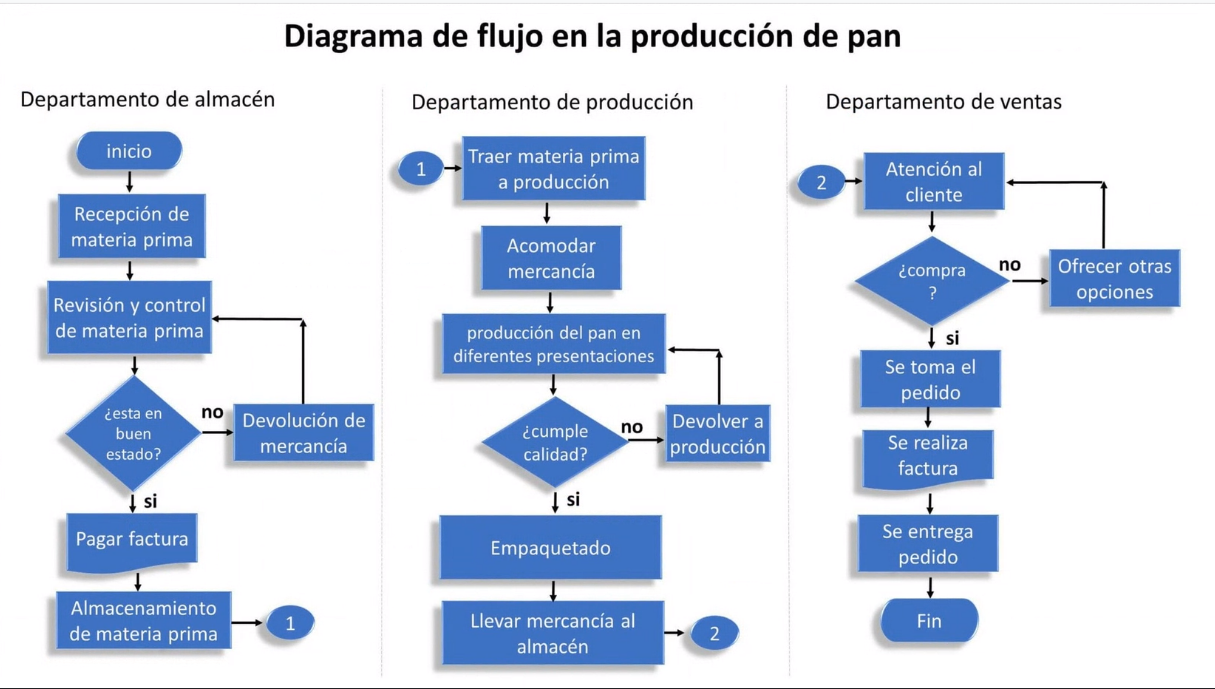 Diagrama de flujo en la producción de pan
Departamento de almacén
inicio
Recepción de
materia prima
Revisión y control
de materia prima
¿esta en
buen
estado?
no
Devolución de
mercancía
si
Pagar factura
Almacenamiento
de materia prima
1
Departamento de producción
1
Traer materia prima
a producción
Acomodar
mercancía
producción del pan en
diferentes presentaciones
¿cumple
calidad?
no
Devolver a
producción
si
Empaquetado
Llevar mercancía al
almacén
2
Departamento de ventas
2
Atención al
cliente
¿compra
?
no
Ofrecer otras
opciones
si
Se toma el
pedido
Se realiza
factura
Se entrega
pedido
Fin